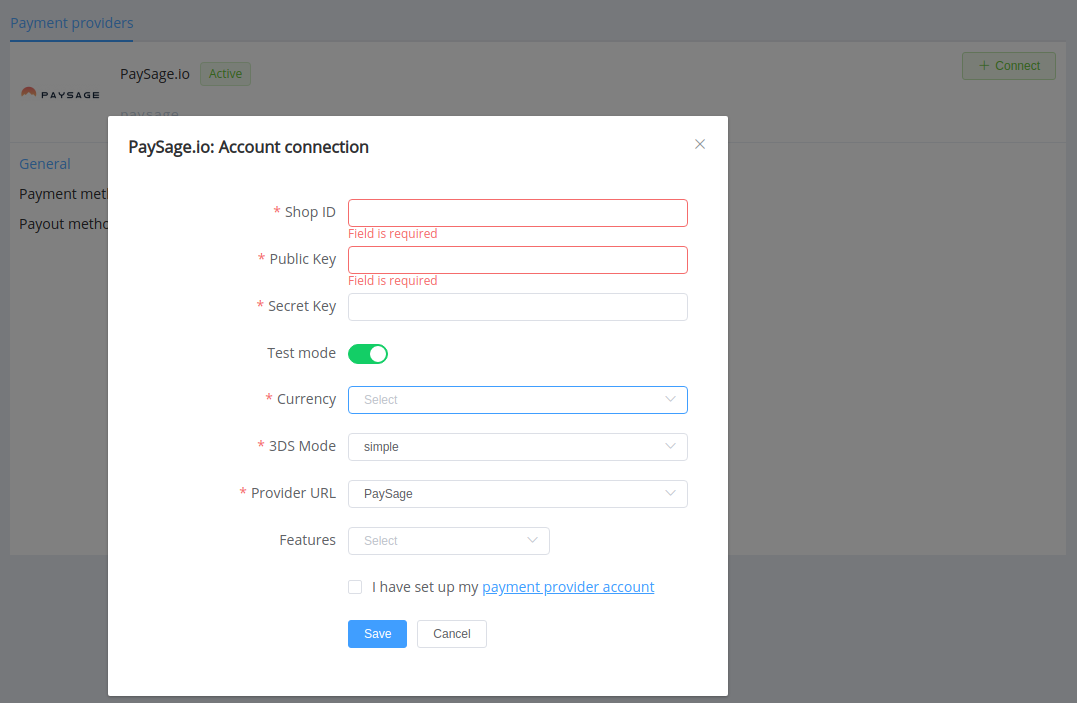 Payment providers
PaySage.io Active
+ Connect
PAYSAGE
paysage
PaySage.io: Account connection
General
Payment meth
Payout metho
* Shop ID
Field is required
* Public Key
Field is required
* Secret Key
Test mode
* Currency Select
* 3DS Mode simple
* Provider URL PaySage
Features Select
I have set up my payment provider account
Save Cancel